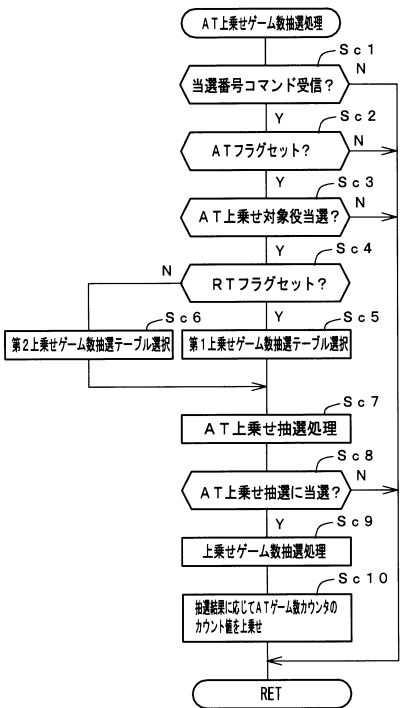 ＡＴ上乗せゲーム数抽選処理
Ｓｃ１
当選番号コマンド受信？
Ｎ
Ｙ
Ｓｃ２
ＡＴフラグセット？
Ｎ
Ｙ
Ｓｃ３
ＡＴ上乗せ対象役当選？
Ｎ
Ｙ
Ｓｃ４
Ｎ
ＲＴフラグセット？
Ｓｃ６
Ｙ
Ｓｃ５
第２上乗せゲーム数抽選テーブル選択
第１上乗せゲーム数抽選テーブル選択
Ｓｃ７
ＡＴ上乗せ抽選処理
Ｓｃ８
ＡＴ上乗せ抽選に当選？
Ｎ
Ｙ
Ｓｃ９
上乗せゲーム数抽選処理
Ｓｃ１０
抽選結果に応じてＡＴゲーム数カウンタの
カウント値を上乗せ
RET